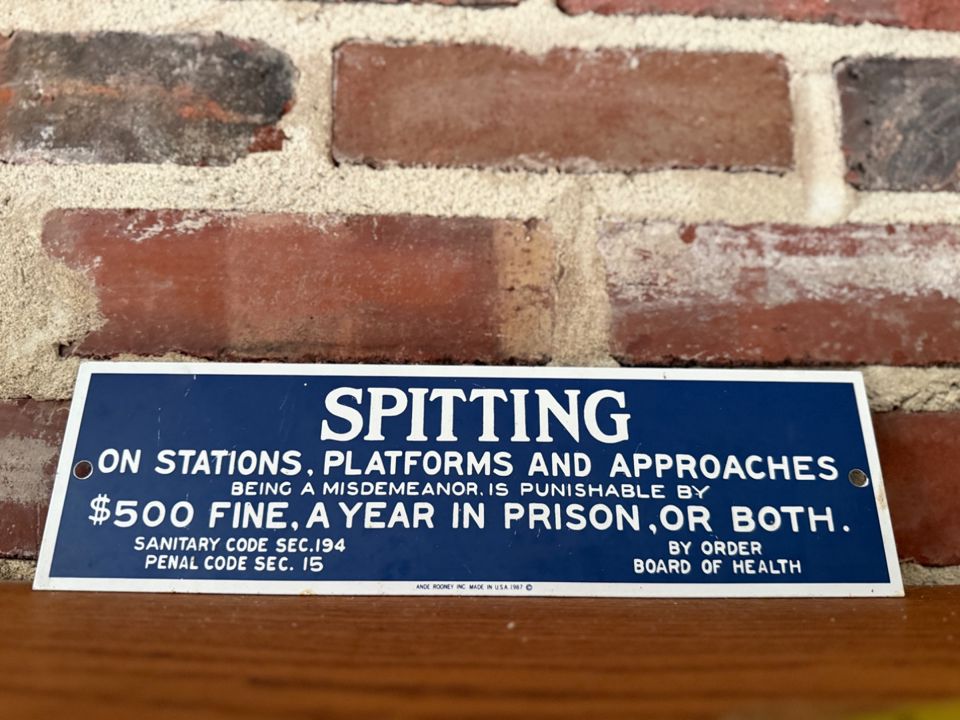 SPITTING
ON STATIONS, PLATFORMS AND APPROACHES
BEING A MISDEMEANOR, IS PUNISHABLE BY
$500 FINE, A YEAR IN PRISON, OR BOTH.
SANITARY CODE SEC.194
PENAL CODE SEC. 15
BY ORDER
BOARD OF HEALTH
ANDE ROONEY INC MADE IN U.S.A. 1987 ©